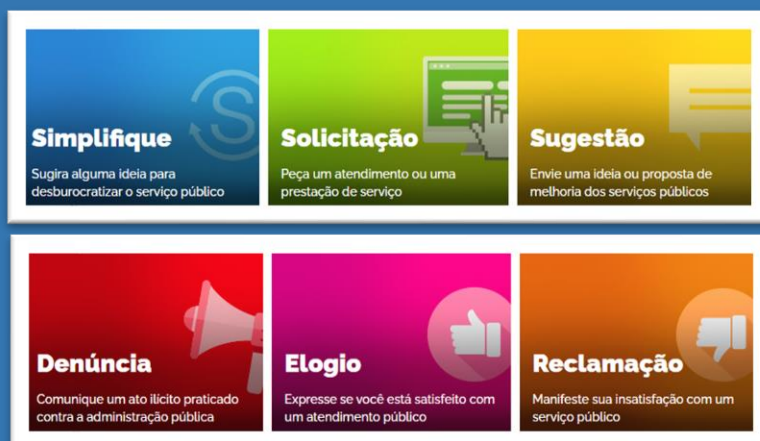 Simplifique
Sugira alguma ideia para
desburocratizar o serviço público
Solicitação
Peça um atendimento ou uma
prestação de serviço
Sugestão
Envie uma ideia ou proposta de
melhoria dos serviços públicos
Denúncia
Comunique um ato ilícito praticado
contra a administração pública
Elogio
Expresse se você está satisfeito com
um atendimento público
Reclamação
Manifeste sua insatisfação com um
serviço público